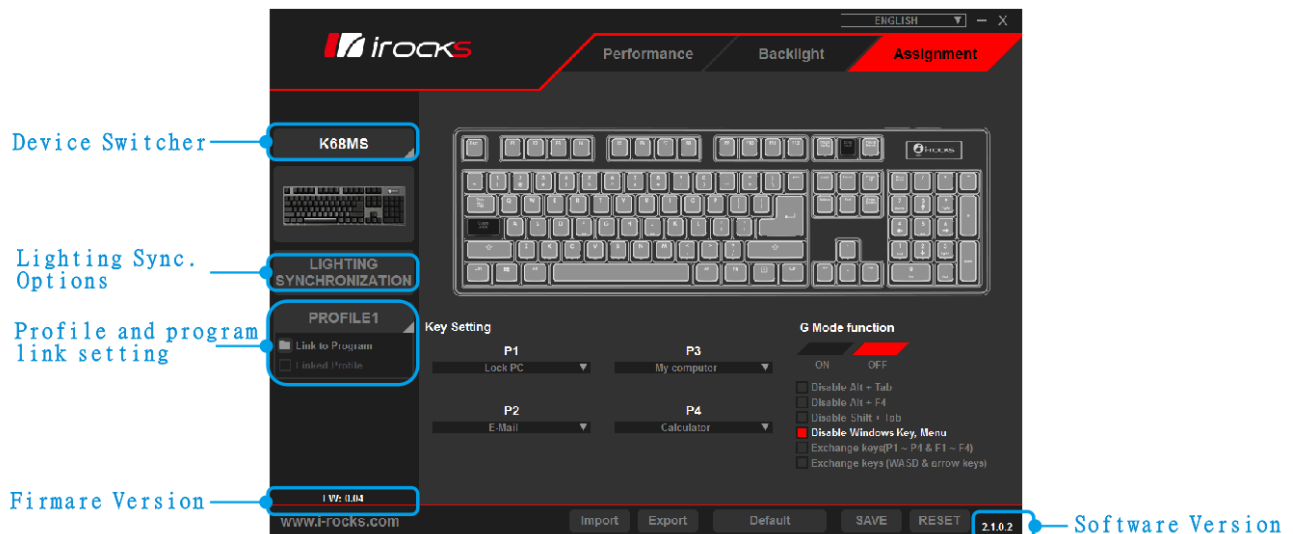 ENGLISH
irocks
Performance
Backlight
Assignment
Device Switcher
K68MS
Lighting Sync.
Options
LIGHTING
SYNCHRONIZATION
Profile and program
link setting
PROFILE1
Link to Program
Linked Profile
Key Setting
P1
Lock PC
P3
My computer
P2
E-Mail
P4
Calculator
G Mode function
ON OFF
Disable Alt + Tab
Disable Alt + F4
Disable Shift + Tab
Disable Windows Key, Menu
Exchange keys(P1 ~ P4 & F1 ~ F4)
Exchange keys (WASD & arrow keys)
Firmare Version
FW: 0.04
www.i-rocks.com
Import
Export
Default
SAVE
RESET
2.1.0.2
Software Version